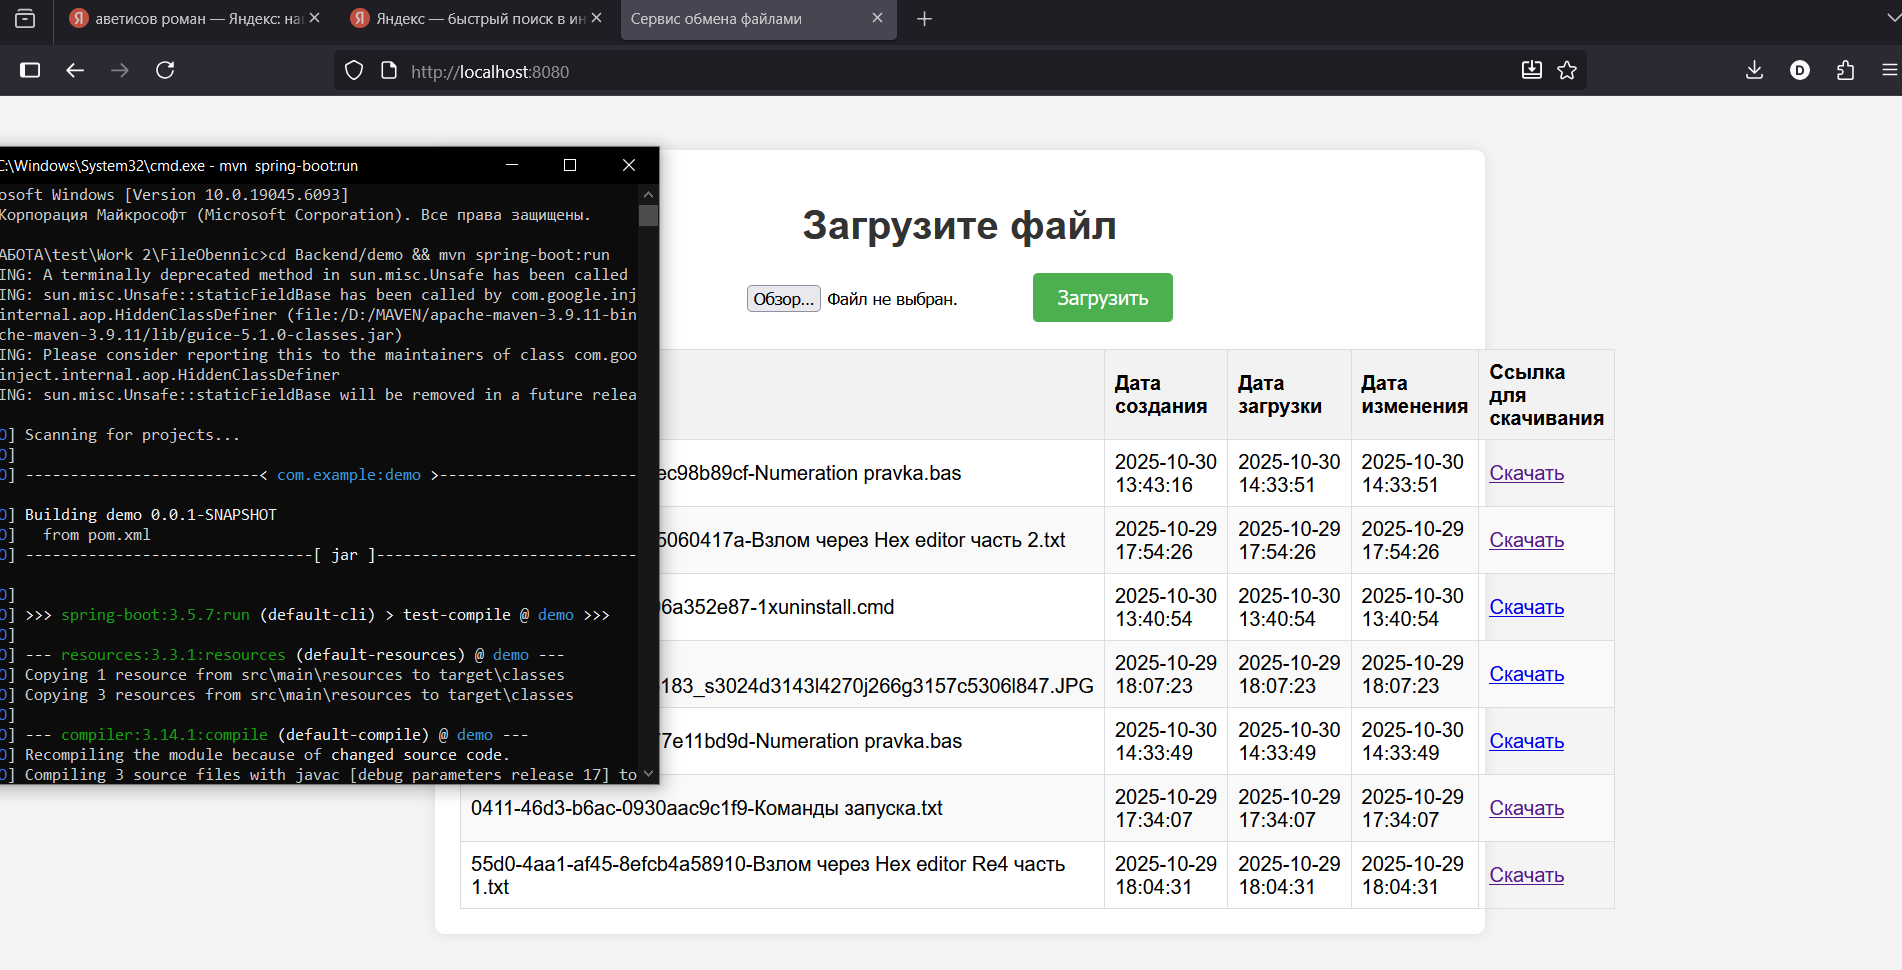 аветисов роман — Яндекс: на
Яндекс — быстрый поиск в ин
Сервис обмена файлами
http://localhost:8080
C:\Windows\System32\cmd.exe - mvn spring-boot:run
osoft Windows [Version 10.0.19045.6093]
Корпорация Майкрософт (Microsoft Corporation). Все права защищены.
АБОТА\test\Work 2\FileObennic>cd Backend/demo && mvn spring-boot:run
ING: A terminally deprecated method in sun.misc.Unsafe has been called
ING: sun.misc.Unsafe::staticFieldBase has been called by com.google.inj
internal.aop.HiddenClassDefiner (file:/D:/MAVEN/apache-maven-3.9.11-bin
che-maven-3.9.11/lib/guice-5.1.0-classes.jar)
ING: Please consider reporting this to the maintainers of class com.goo
inject.internal.aop.HiddenClassDefiner
ING: sun.misc.Unsafe::staticFieldBase will be removed in a future relea
O] Scanning for projects...
O]
O] --------------------------< com.example:demo >----------------------
O] Building demo 0.0.1-SNAPSHOT
O]   from pom.xml
O] --------------------------------[ jar ]-----------------------------
O]
O] >>> spring-boot:3.5.7:run (default-cli) > test-compile @ demo >>>
O]
O] --- resources:3.3.1:resources (default-resources) @ demo ---
O] Copying 1 resource from src\main\resources to target\classes
O] Copying 3 resources from src\main\resources to target\classes
O]
O] --- compiler:3.14.1:compile (default-compile) @ demo ---
O] Recompiling the module because of changed source code.
O] Compiling 3 source files with javac [debug parameters release 17] to
Загрузите файл
Обзор... Файл не выбран. Загрузить
Дата создания Дата загрузки Дата изменения Ссылка для скачивания
ec98b89cf-Numeration pravka.bas 2025-10-30 13:43:16 2025-10-30 14:33:51 2025-10-30 14:33:51 Скачать
5060417a-Взлом через Hex editor часть 2.txt 2025-10-29 17:54:26 2025-10-29 17:54:26 2025-10-29 17:54:26 Скачать
06a352e87-1xuninstall.cmd 2025-10-30 13:40:54 2025-10-30 13:40:54 2025-10-30 13:40:54 Скачать
183_s3024d3143l4270j266g3157c5306l847.JPG 2025-10-29 18:07:23 2025-10-29 18:07:23 2025-10-29 18:07:23 Скачать
77e11bd9d-Numeration pravka.bas 2025-10-30 14:33:49 2025-10-30 14:33:49 2025-10-30 14:33:49 Скачать
0411-46d3-b6ac-0930aac9c1f9-Команды запуска.txt 2025-10-29 17:34:07 2025-10-29 17:34:07 2025-10-29 17:34:07 Скачать
55d0-4aa1-af45-8efcb4a58910-Взлом через Hex editor Re4 часть 1.txt 2025-10-29 18:04:31 2025-10-29 18:04:31 2025-10-29 18:04:31 Скачать